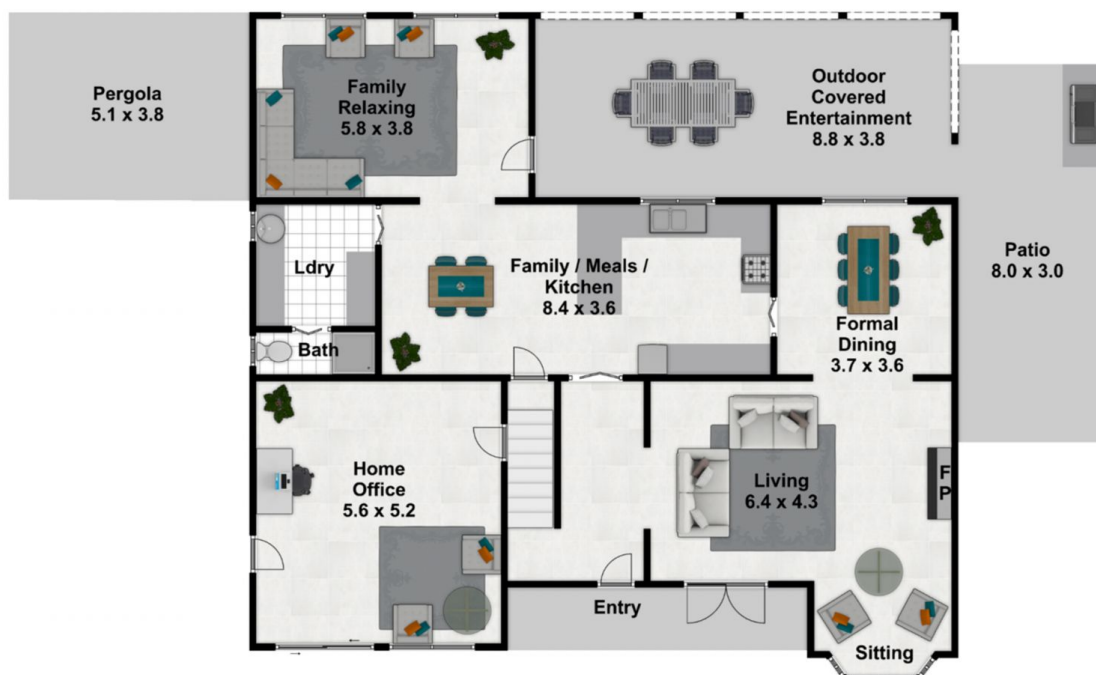 Pergola
5.1 x 3.8
Family
Relaxing
5.8 x 3.8
Outdoor
Covered
Entertainment
8.8 x 3.8
Ldry
Family / Meals /
Kitchen
8.4 x 3.6
Patio
8.0 x 3.0
Bath
Formal
Dining
3.7 x 3.6
Home
Office
5.6 x 5.2
Living
6.4 x 4.3
F
P
Entry
Sitting